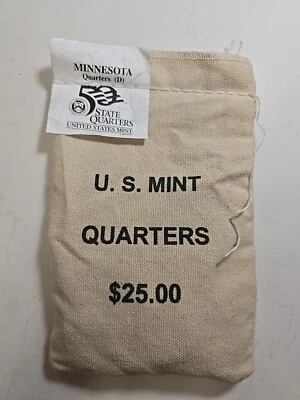 MINNESOTA
Quarters (D)
50
STATE
QUARTERS
UNITED STATES MINT
U. S. MINT
QUARTERS
$25.00